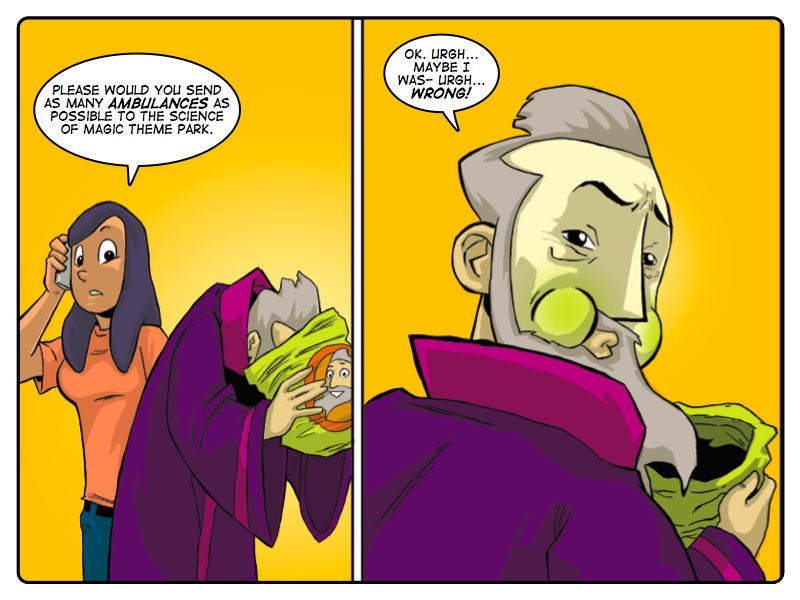 PLEASE WOULD YOU SEND
AS MANY AMBULANCES AS
POSSIBLE TO THE SCIENCE
OF MAGIC THEME PARK.
OK. URGH...
MAYBE I
WAS- URGH...
WRONG!